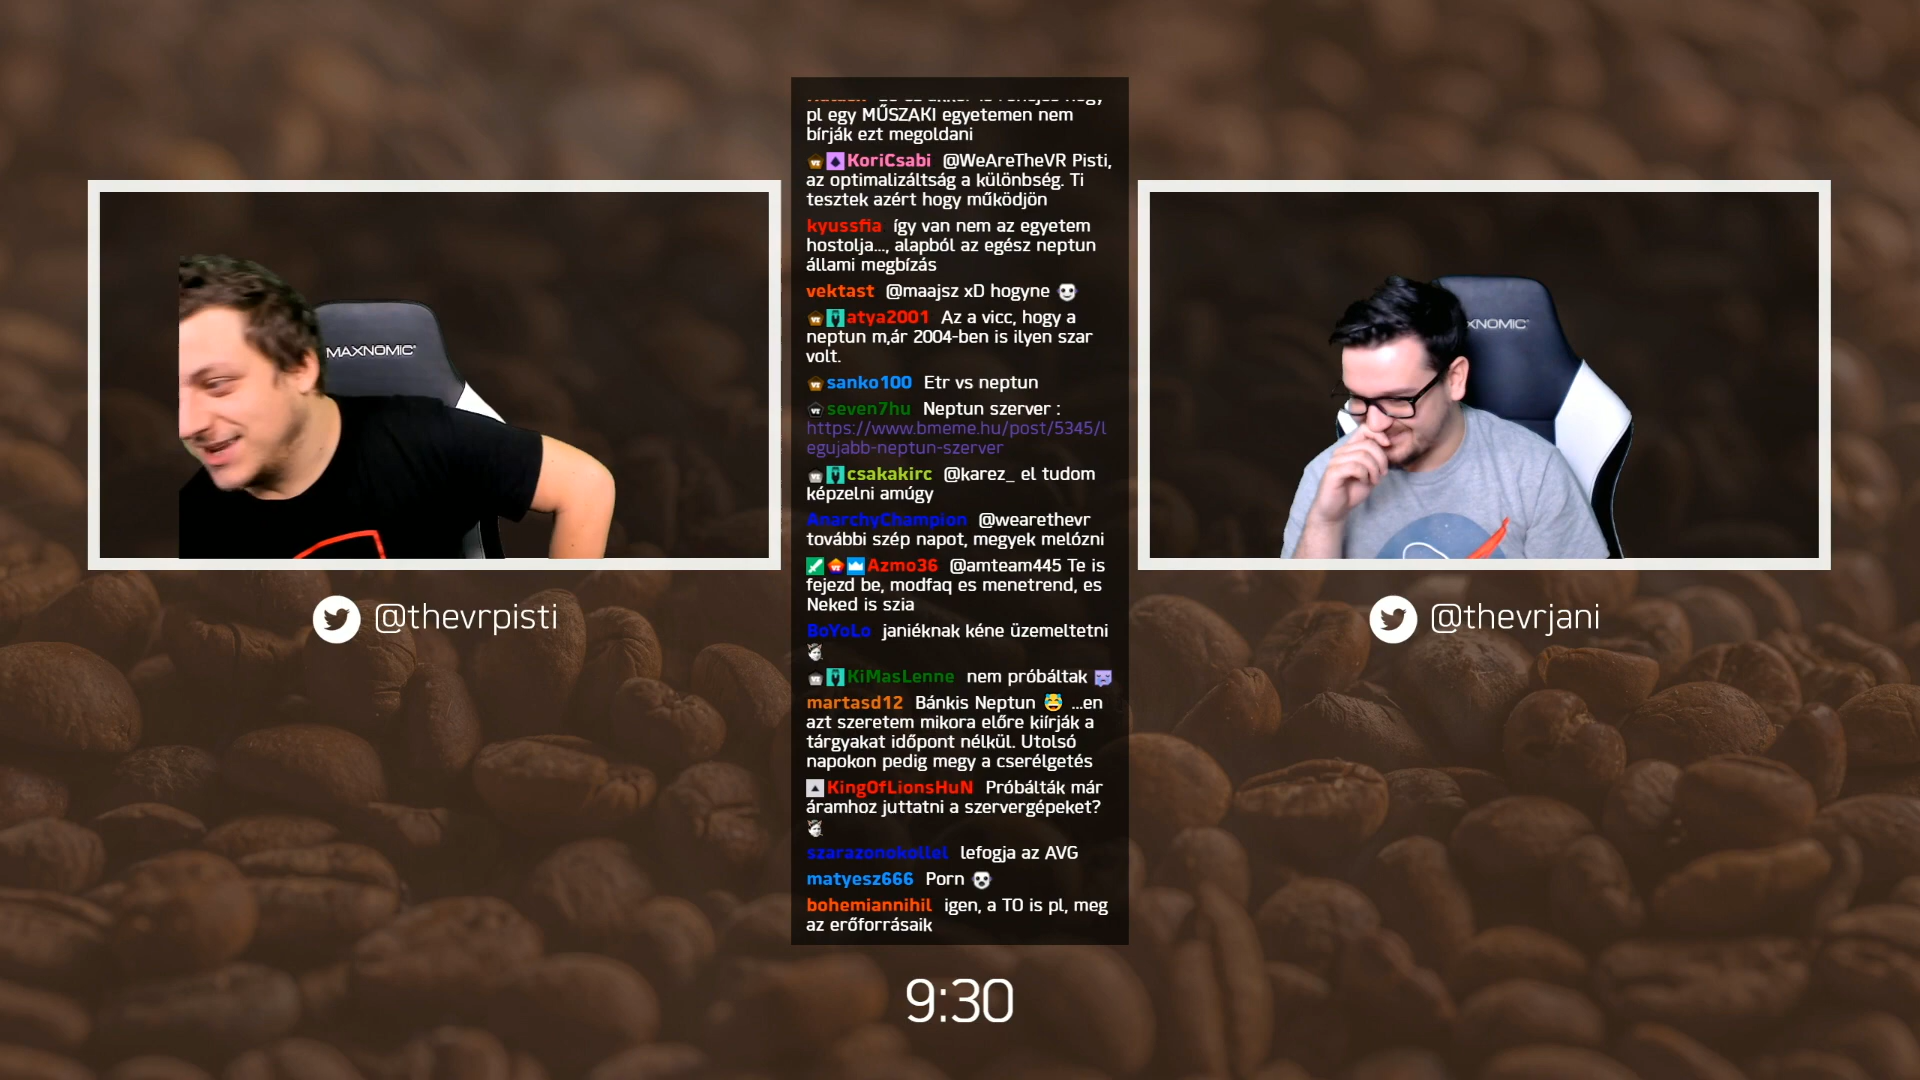 pl egy MŰSZAKI egyetemen nem
bírják ezt megoldani
KoriCsabi @WeAreTheVR Pisti,
az optimalizáltság a különbség. Ti
tesztek azért hogy működjön
kyussfia így van nem az egyetem
hostolja..., alapból az egész neptun
állami megbízás
vektast @maajsz xD hogyne
atya2001 Az a vicc, hogy a
neptun m,ár 2004-ben is ilyen szar
volt.
sanko100 Etr vs neptun
seven7hu Neptun szerver :
https://www.bmeme.hu/post/5345/l
egujabb-neptun-szerver
csakakirc @karez_ el tudom
képzelni amúgy
AnarchyChampion @wearethevr
további szép napot, megyek melózni
Azmo36 @amteam445 Te is
fejezd be, modfaq es menetrend, es
Neked is szia
BoYoLo janiéknak kéne üzemeltetni
KiMasLenne nem próbáltak
martasd12 Bánkis Neptun ...en
azt szeretem mikora előre kiírják a
tárgyakat időpont nélkül. Utolsó
napokon pedig megy a cserélgetés
KingOfLionsHuN Próbálták már
áramhoz juttatni a szervergépeket?
szarazonokollel lefogja az AVG
matyesz666 Porn
bohemiannihil igen, a TO is pl, meg
az erőforrásaik
MAXNOMIC
XNOMIC
@thevrpisti
@thevrjani
9:30